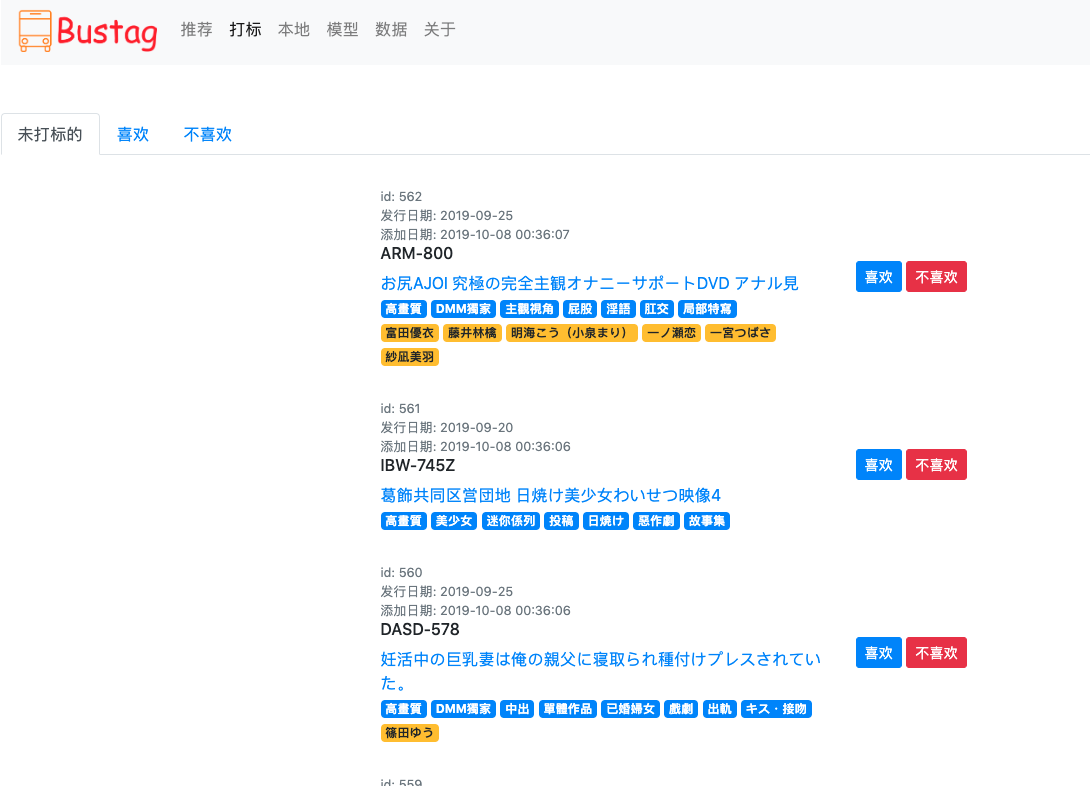 Bustag 推荐 打标 本地 模型 数据 关于
未打标的 喜欢 不喜欢
id: 562
发行日期: 2019-09-25
添加日期: 2019-10-08 00:36:07
ARM-800
お尻AJOI 究極の完全主観オナニーサポートDVD アナル見
喜欢 不喜欢
高畫質 DMM獨家 主觀視角 屁股 淫語 肛交 局部特寫
富田優衣 藤井林檎 明海こう（小泉まり） 一ノ瀬恋 一宮つばさ
紗凪美羽
id: 561
发行日期: 2019-09-20
添加日期: 2019-10-08 00:36:06
IBW-745Z
喜欢 不喜欢
葛飾共同区営団地 日焼け美少女わいせつ映像4
高畫質 美少女 迷你係列 投稿 日焼け 惡作劇 故事集
id: 560
发行日期: 2019-09-25
添加日期: 2019-10-08 00:36:06
DASD-578
妊活中の巨乳妻は俺の親父に寝取られ種付けプレスされてい
た。
喜欢 不喜欢
高畫質 DMM獨家 中出 單體作品 已婚婦女 戲劇 出軌 キス・接吻
篠田ゆう
id: 559